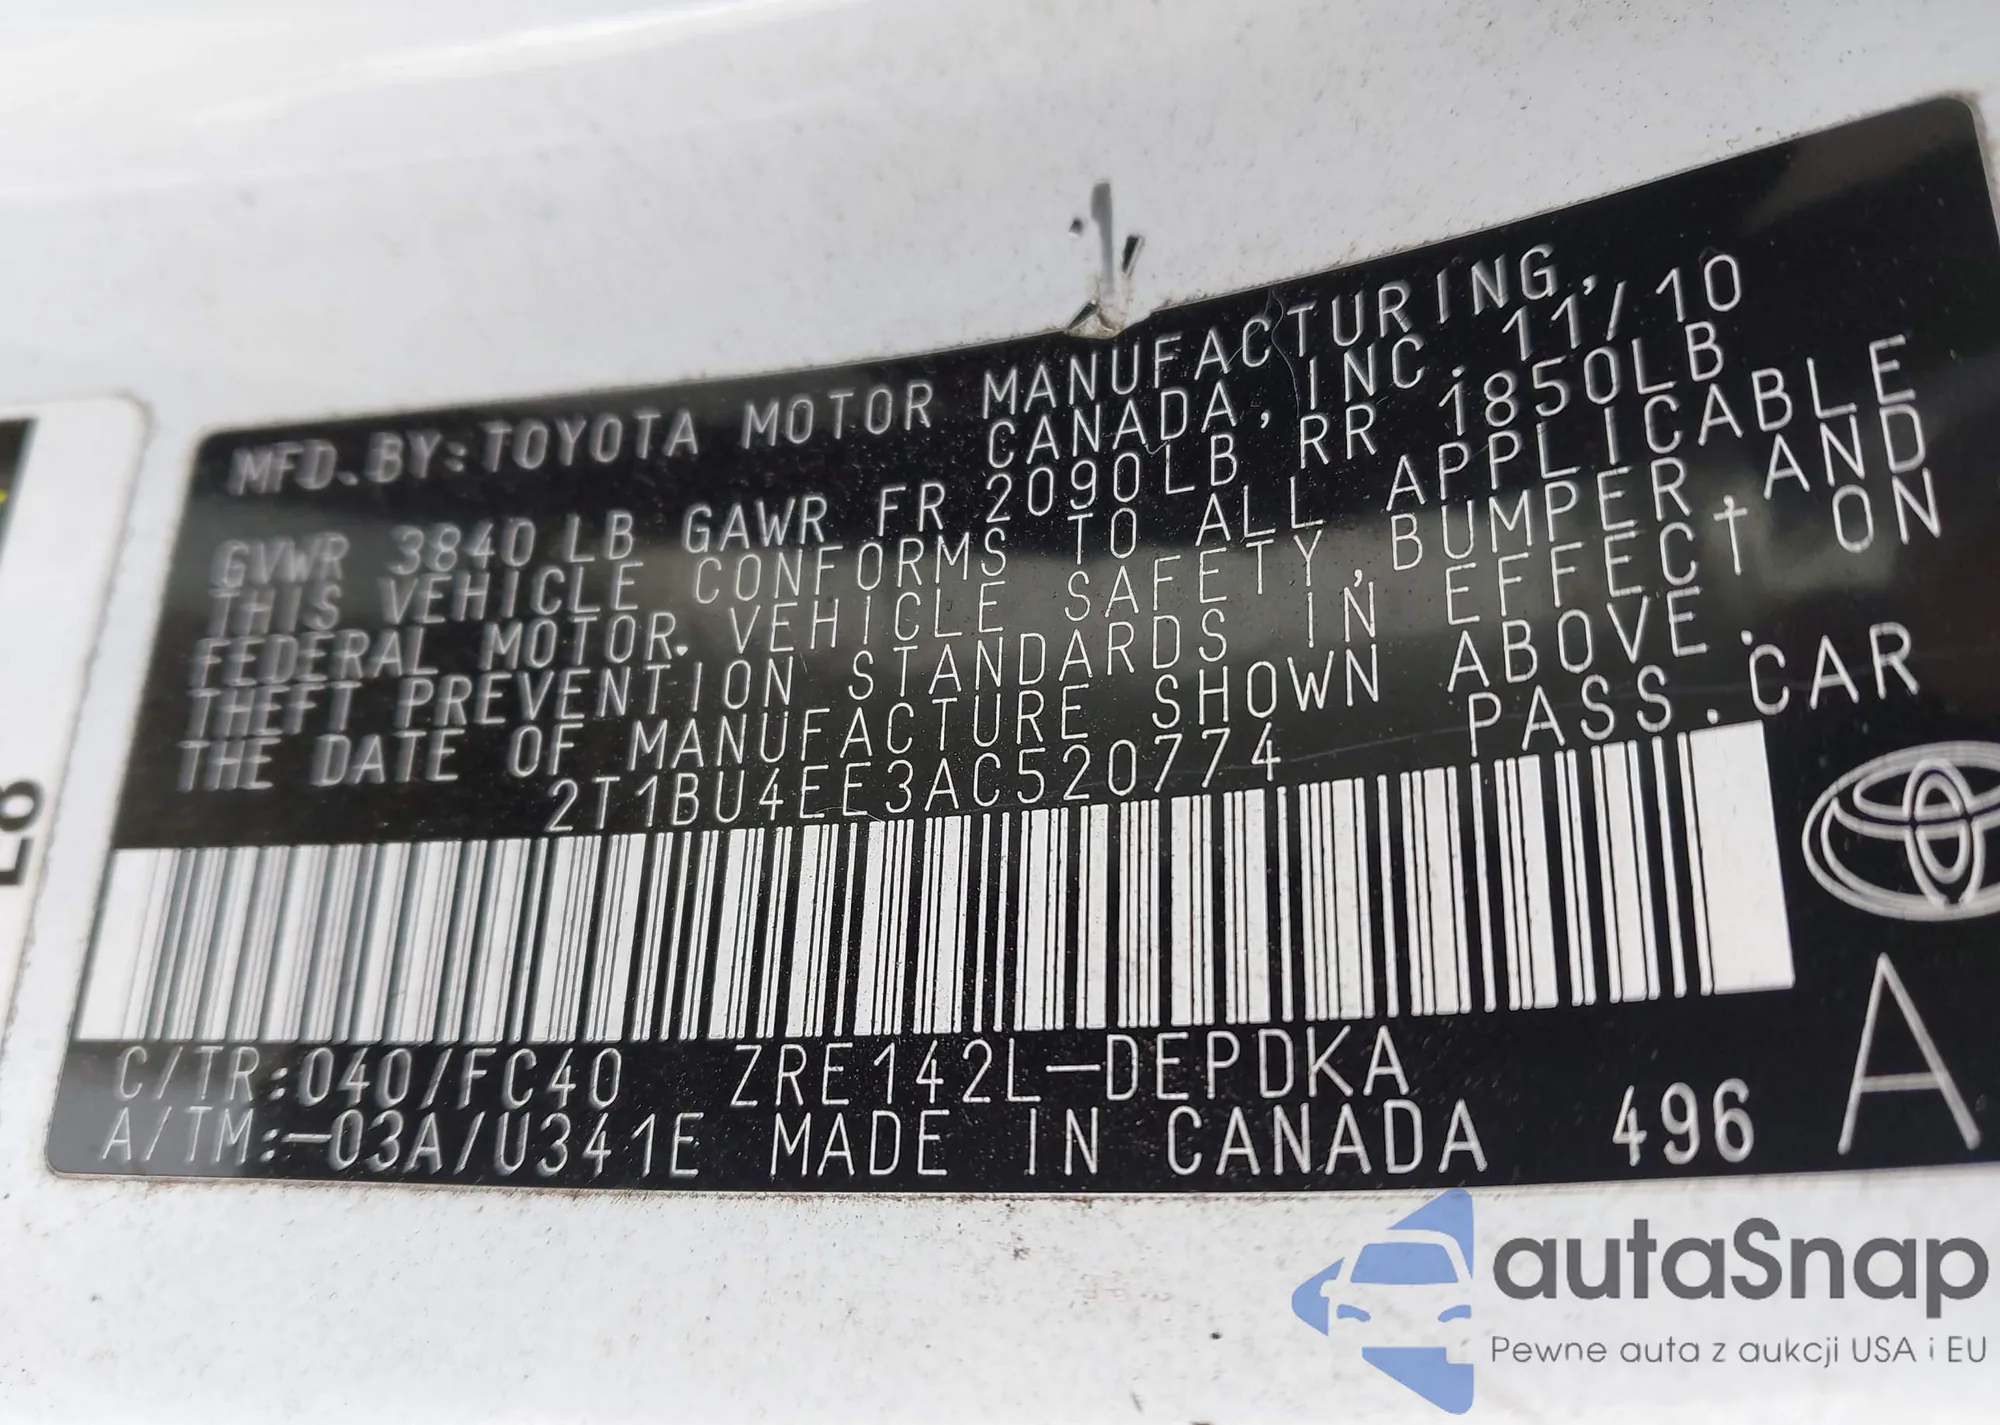 MFD.BY:TOYOTA MOTOR MANUFACTURING,
CANADA, INC. 11/10
GVWR 3840 LB GAWR FR 2090LB RR 1850LB
THIS VEHICLE CONFORMS TO ALL APPLICABLE
FEDERAL MOTOR. VEHICLE SAFETY, BUMPER, AND
THEFT PREVENTION STANDARDS IN EFFECT ON
THE DATE OF MANUFACTURE SHOWN ABOVE.
2T1BU4EE3AC520774 PASS.CAR
C/TR:040/FC40 ZRE142L-DEPDKA
A/TM:-03A/U341E MADE IN CANADA 496 A
autaSnap
Pewne auta z aukcji USA i EU